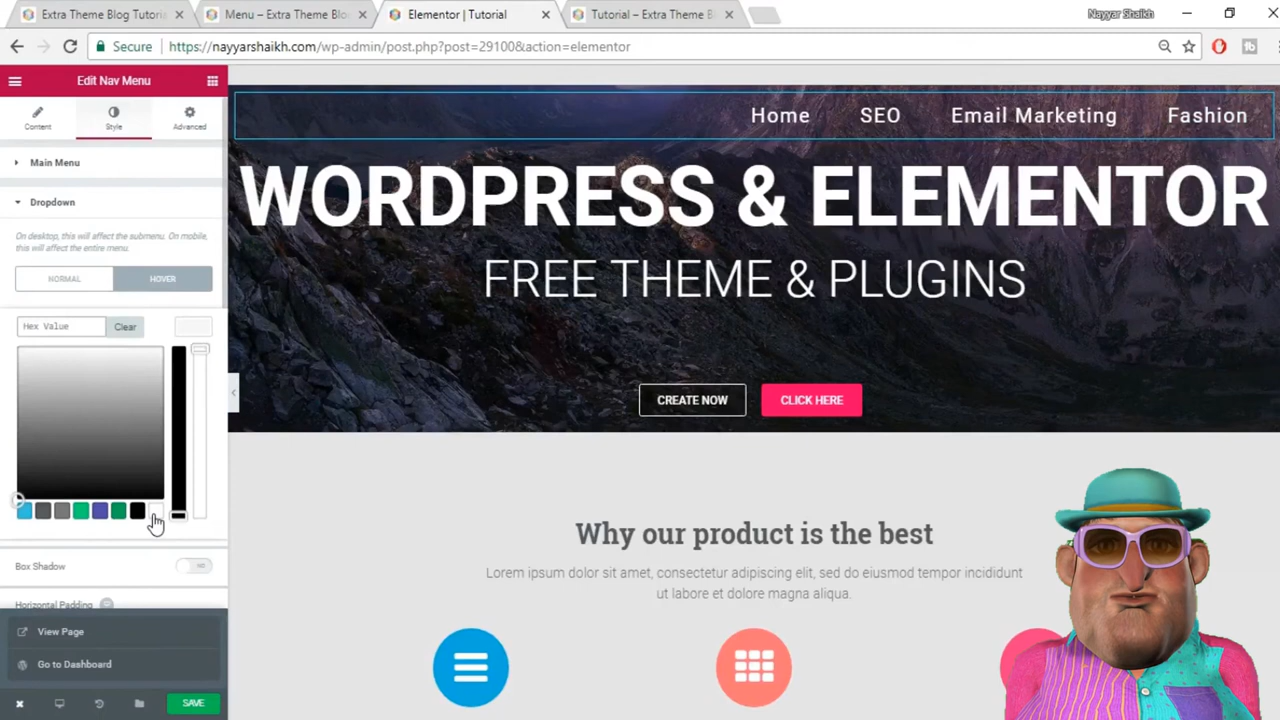 Extra Theme Blog Tutoria
Menu – Extra Theme Blo
Elementor | Tutorial
Tutorial – Extra Theme B
Nayyar Shaikh
Secure
https://nayyarshaikh.com/wp-admin/post.php?post=29100&action=elementor
Edit Nav Menu
Content
Style
Advanced
Main Menu
Dropdown
On desktop, this will affect the submenu. On mobile,
this will affect the entire menu.
NORMAL
HOVER
Hex Value
Clear
Box Shadow
NO
Horizontal Padding
View Page
Go to Dashboard
SAVE
Home
SEO
Email Marketing
Fashion
WORDPRESS & ELEMENTOR
FREE THEME & PLUGINS
CREATE NOW
CLICK HERE
Why our product is the best
Lorem ipsum dolor sit amet, consectetur adipiscing elit, sed do eiusmod tempor incididunt
ut labore et dolore magna aliqua.